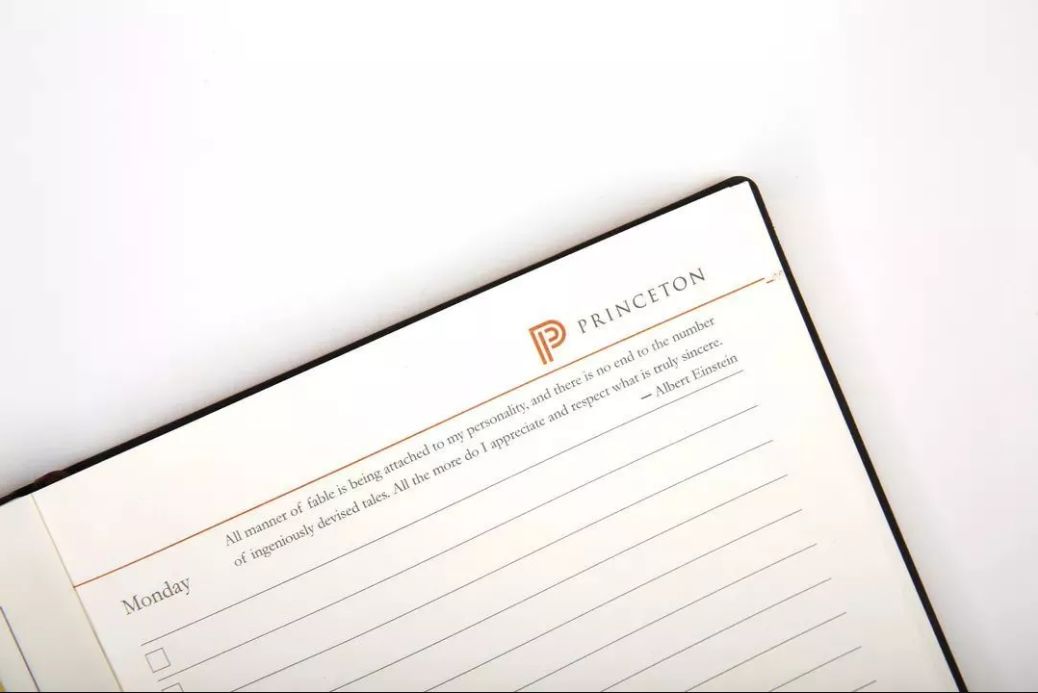 PRINCETON
All manner of fable is being attached to my personality, and there is no end to the number
of ingeniously devised tales. All the more do I appreciate and respect what is truly sincere.
— Albert Einstein
Monday